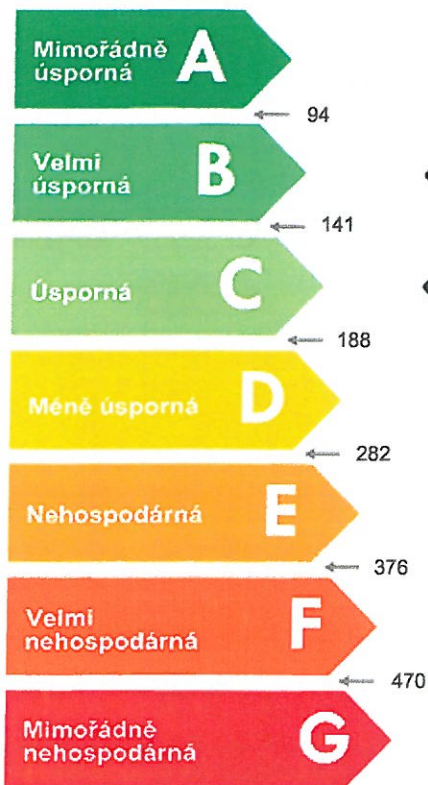 Mimořádně
úsporná
A
94
Velmi
úsporná
B
141
Úsporná
C
188
Méně úsporná
D
282
Nehospodárná
E
376
Velmi
nehospodárná
F
470
Mimořádně
nehospodárná
G